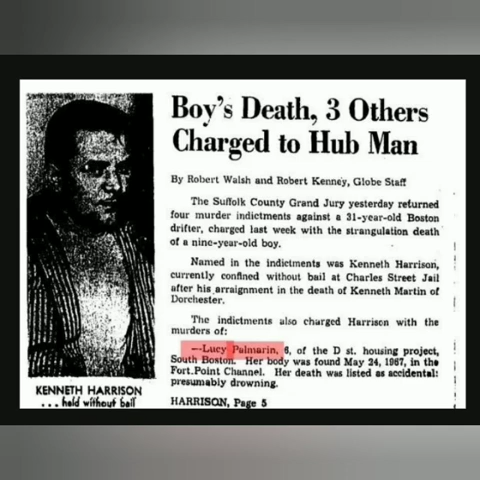 Boy's Death, 3 Others
Charged to Hub Man
By Robert Walsh and Robert Kenney, Globe Staff
The Suffolk County Grand Jury yesterday returned
four murder indictments against a 31-year-old Boston
drifter, charged last week with the strangulation death
of a nine-year-old boy.
Named in the indictments was Kenneth Harrison,
currently confined without bail at Charles Street Jail
after his arraignment in the death of Kenneth Martin of
Dorchester.
The indictments also charged Harrison with the
murders of:
—Lucy Palmarin, 6, of the D st. housing project,
South Boston. Her body was found May 24, 1967, in the
Fort Point Channel. Her death was listed as accidental:
presumably drowning.
HARRISON, Page 5
KENNETH HARRISON
... held without bail